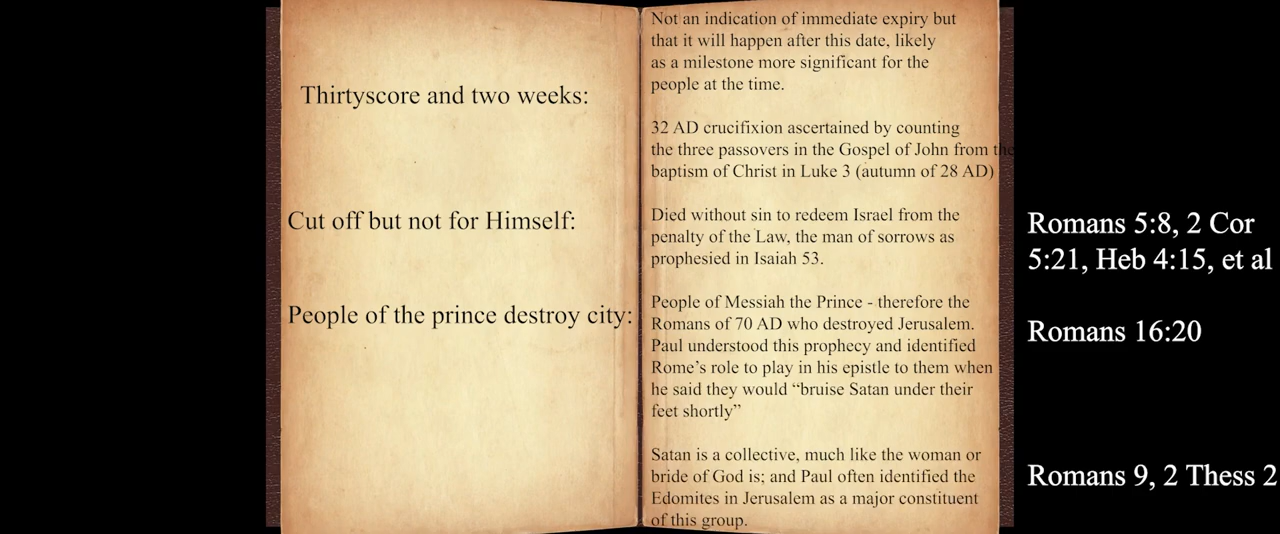 Thirtyscore and two weeks:
Cut off but not for Himself:
People of the prince destroy city:
Not an indication of immediate expiry but
that it will happen after this date, likely
as a milestone more significant for the
people at the time.
32 AD crucifixion ascertained by counting
the three passovers in the Gospel of John from the
baptism of Christ in Luke 3 (autumn of 28 AD)
Died without sin to redeem Israel from the
penalty of the Law, the man of sorrows as
prophesied in Isaiah 53.
People of Messiah the Prince - therefore the
Romans of 70 AD who destroyed Jerusalem.
Paul understood this prophecy and identified
Rome's role to play in his epistle to them when
he said they would “bruise Satan under their
feet shortly”
Satan is a collective, much like the woman or
bride of God is; and Paul often identified the
Edomites in Jerusalem as a major constituent
of this group.
Romans 5:8, 2 Cor
5:21, Heb 4:15, et al
Romans 16:20
Romans 9, 2 Thess 2